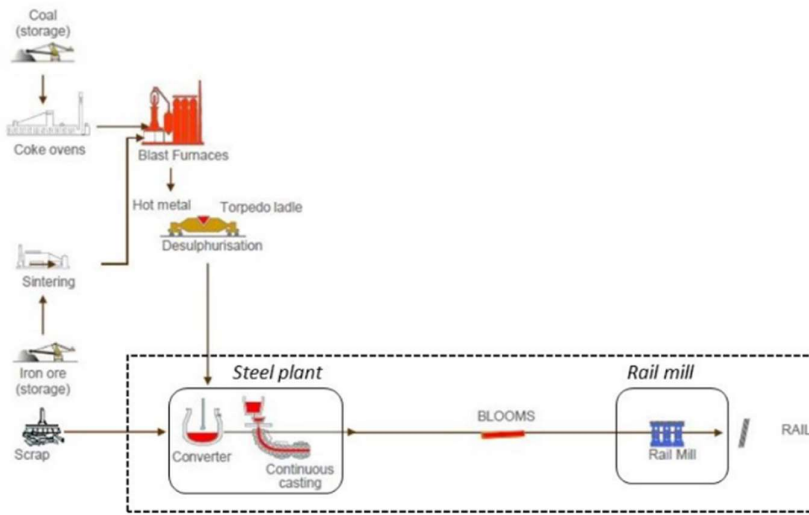 Coal
(storage)
Coke ovens
Blast Furnaces
Hot metal
Torpedo ladle
Desulphurisation
Sintering
Iron ore
(storage)
Scrap
Steel plant
Converter
Continuous
casting
BLOOMS
Rail mill
Rail Mill
RAIL